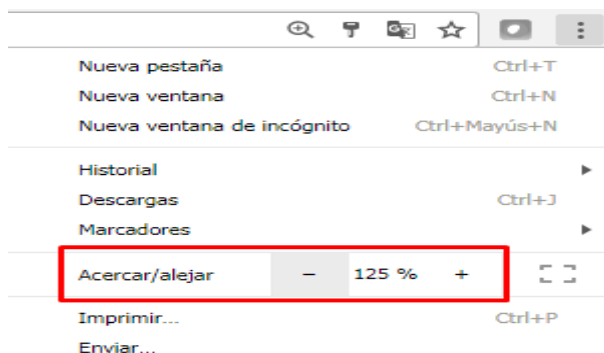 Nueva pestaña Ctrl+T
Nueva ventana Ctrl+N
Nueva ventana de incógnito Ctrl+Mayús+N
Historial
Descargas Ctrl+J
Marcadores
Acercar/alejar − 125 % +
Imprimir... Ctrl+P
Enviar...